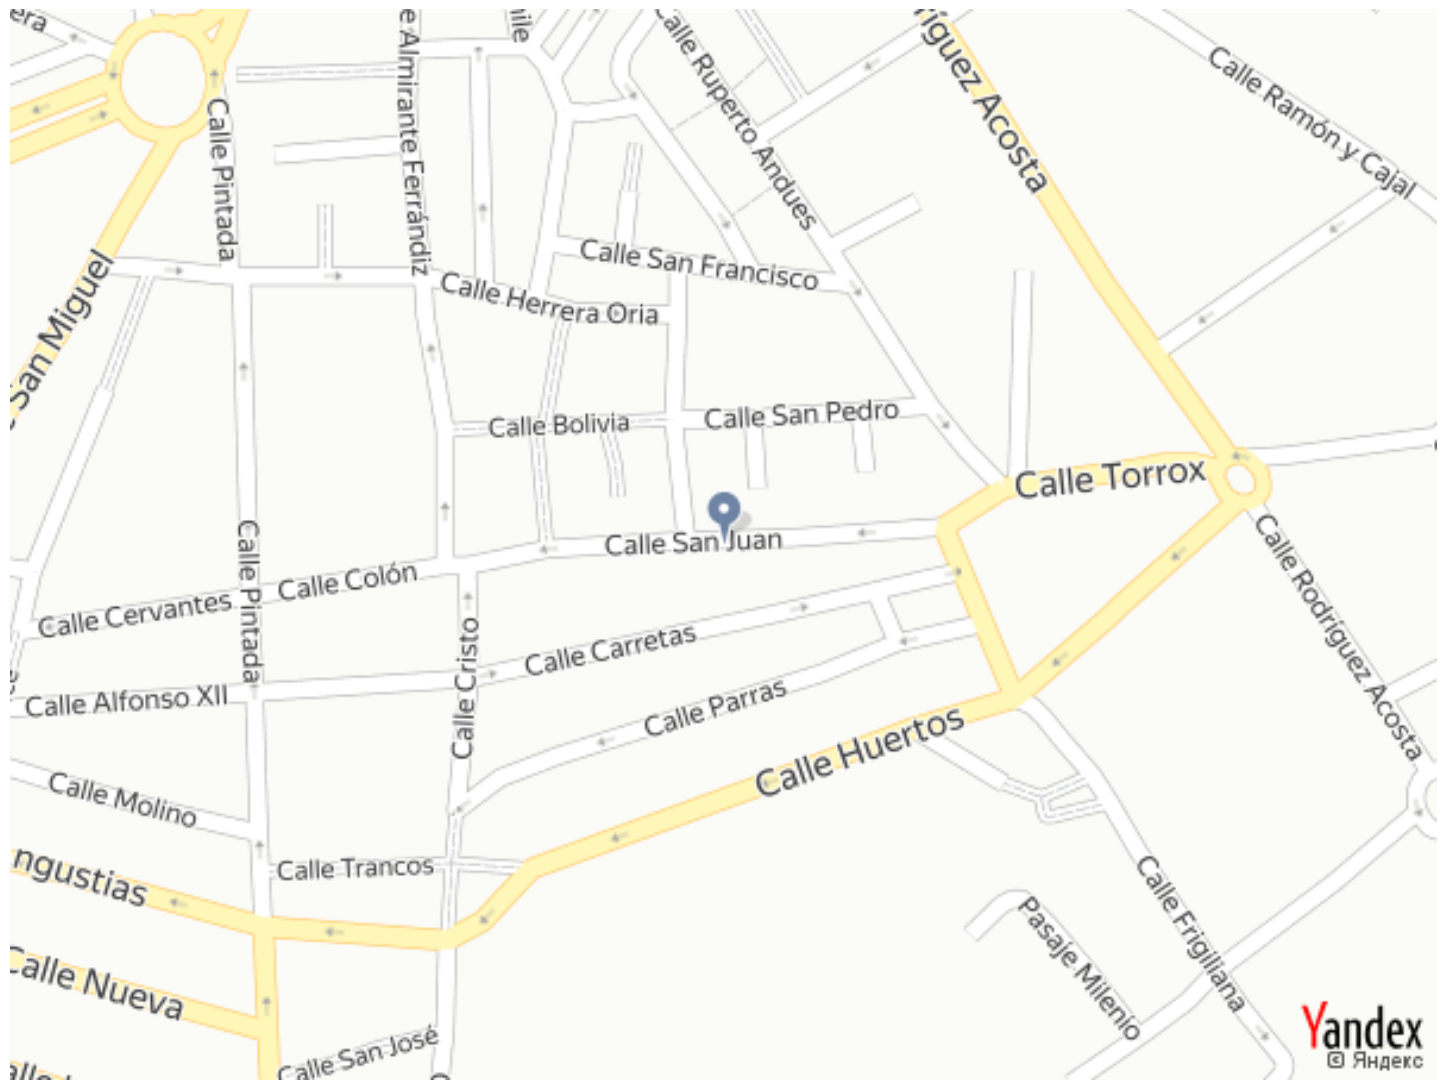 Calle Ramón y Cajal
Calle Ruperto Andues
Acosta
Almirante Ferrándiz
Calle Pintada
San Miguel
Calle San Francisco
Calle Herrera Oria
Calle Bolivia
Calle San Pedro
Calle Torrox
Calle San Juan
Calle Pintada
Calle Colón
Calle Cervantes
Calle Rodríguez Acosta
Calle Carretas
Calle Cristo
Calle Alfonso XII
Calle Parras
Calle Huertos
Calle Molino
Calle Trancos
ngustias
Calle Frigiliana
Pasaje Milenio
Calle Nueva
Calle San José
Yandex
© Яндекс